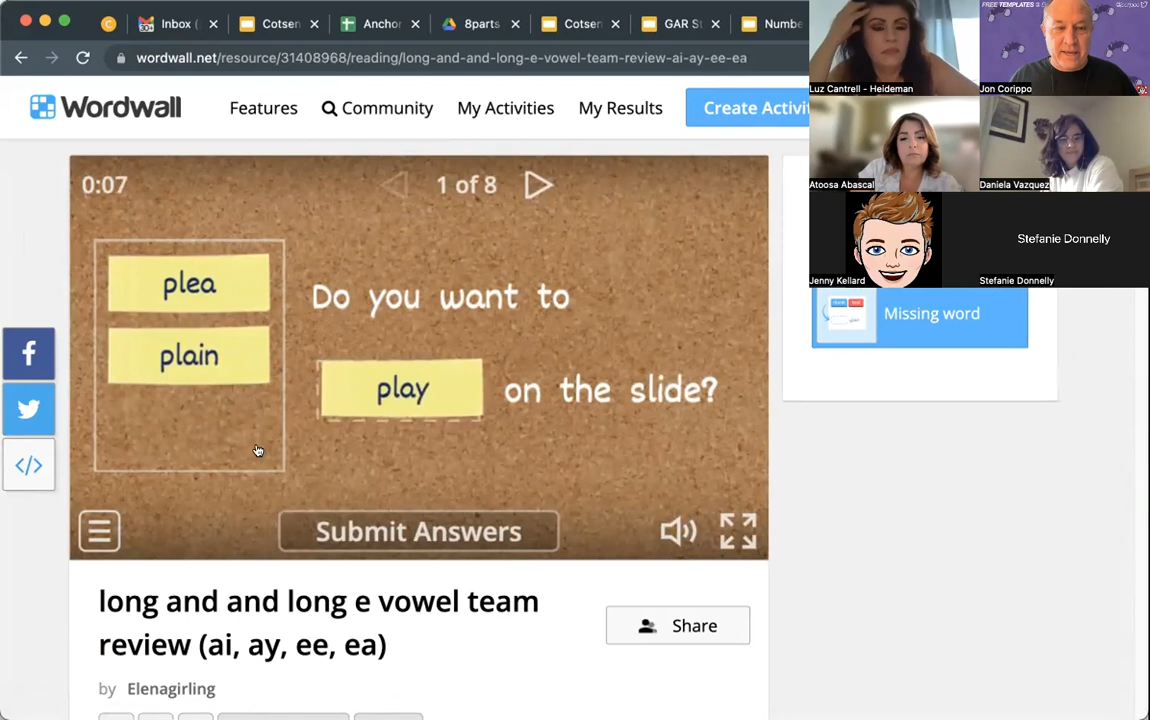 Inbox (
Cotsen
Anchor
8parts
Cotsen
GAR S
Numbe
wordwall.net/resource/31408968/reading/long-and-and-long-e-vowel-team-review-ai-ay-ee-ea
FREE TEMPLATES
Luz Cantrell - Heideman
Jon Corippo
Wordwall
Features
Community
My Activities
My Results
Create Activi
Atoosa Abascal
Daniela Vazquez
0:07
1 of 8
Stefanie Donnelly
Jenny Kellard
Stefanie Donnelly
plea
Do you want to
plain
play on the slide?
Missing word
Submit Answers
long and and long e vowel team
review (ai, ay, ee, ea)
Share
by Elenagirling